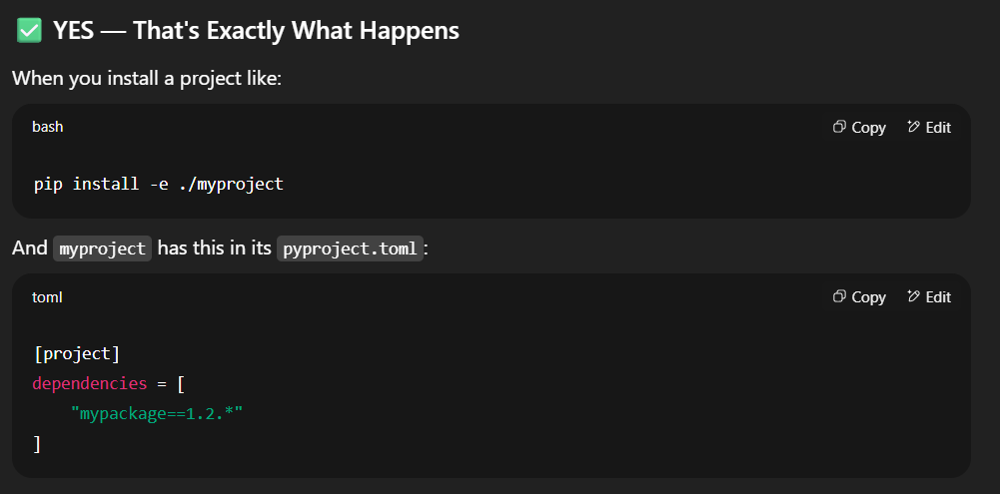 ✅ YES — That's Exactly What Happens
When you install a project like:
bash Copy Edit
pip install -e ./myproject
And myproject has this in its pyproject.toml:
toml Copy Edit
[project]
dependencies = [
    "mypackage==1.2.*"
]